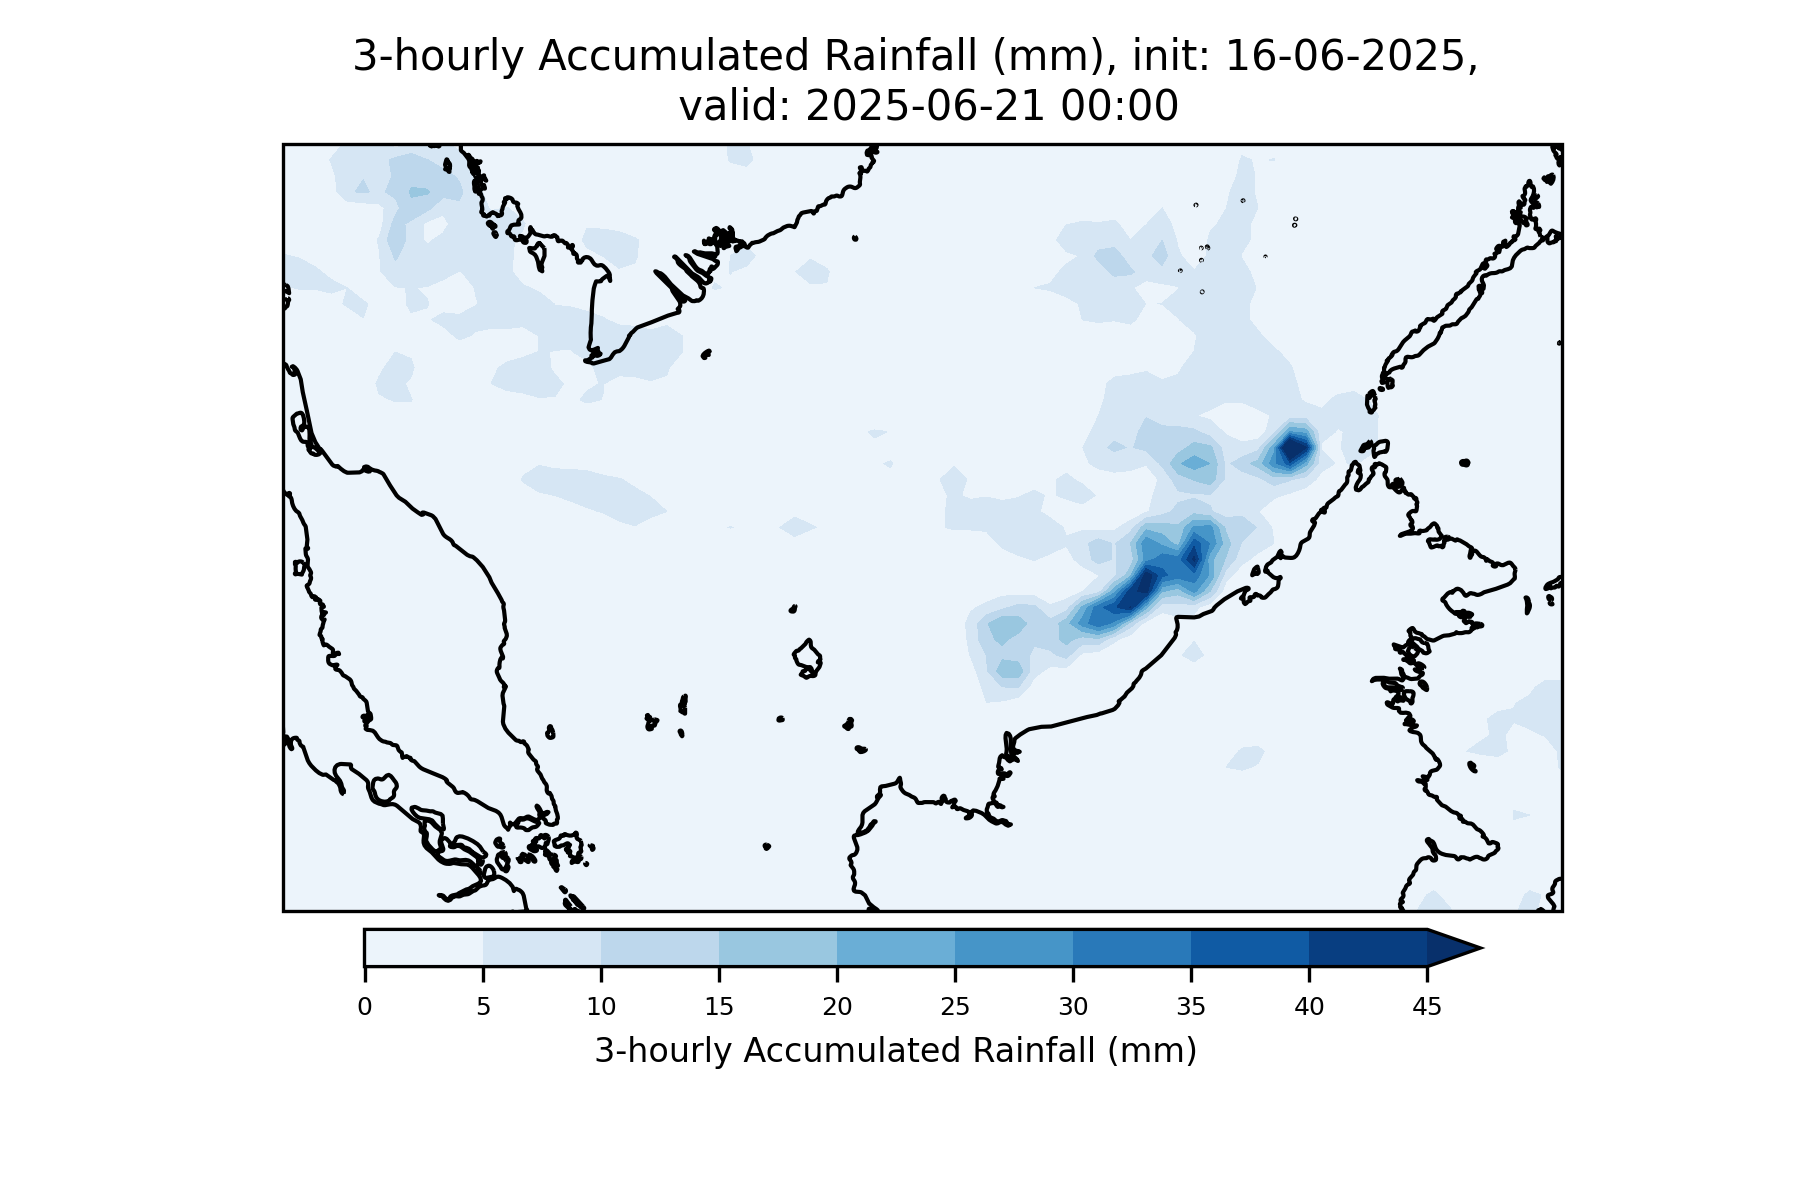 3-hourly Accumulated Rainfall (mm), init: 16-06-2025,
valid: 2025-06-21 00:00
0 5 10 15 20 25 30 35 40 45
3-hourly Accumulated Rainfall (mm)